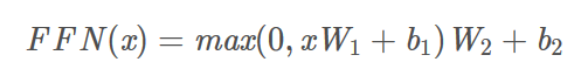 FFN(x) = max(0, xW₁ + b₁) W₂ + b₂